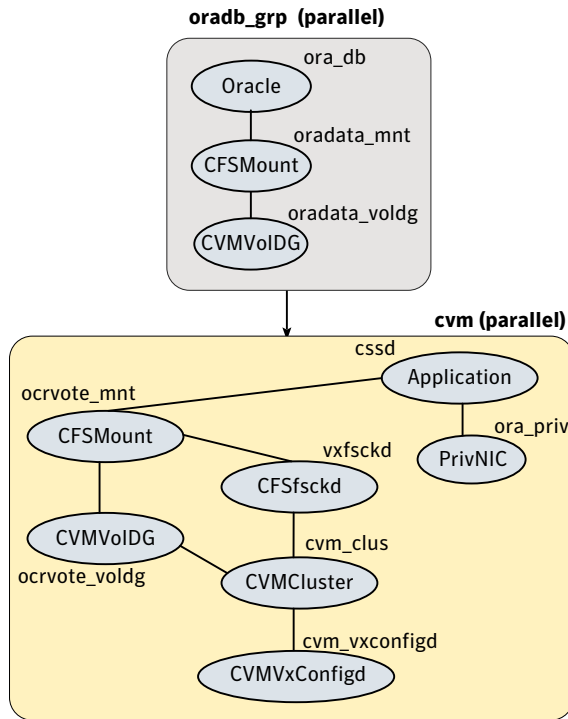 oradb_grp (parallel)
ora_db
Oracle
oradata_mnt
CFSMount
oradata_voldg
CVMVolDG
cvm (parallel)
cssd
Application
ocrvote_mnt
CFSMount
ora_priv
PrivNIC
vxfsckd
CFSfsckd
CVMVolDG
ocrvote_voldg
cvm_clus
CVMCluster
cvm_vxconfigd
CVMVxConfigd